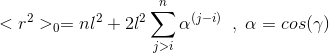 $<r^2>_0 = nl^2 + 2l^2 \sum_{j>i}^{n} \alpha^{(j-i)} \;\; , \; \alpha = cos(\gamma)$